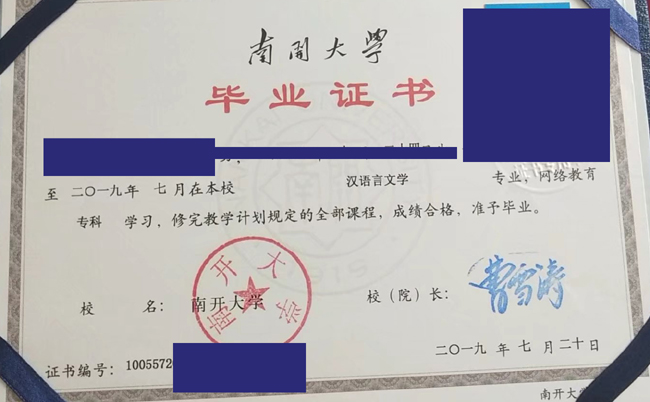 南开大学
毕业证书
至 二〇一九年 七月在本校 汉语言文学 专业，网络教育
专科 学习，修完教学计划规定的全部课程，成绩合格，准予毕业。
南开大学
校 名： 南开大学
校（院）长： 曹雪涛
证书编号： 1005572
二〇一九 年 七 月 二十 日
南开大